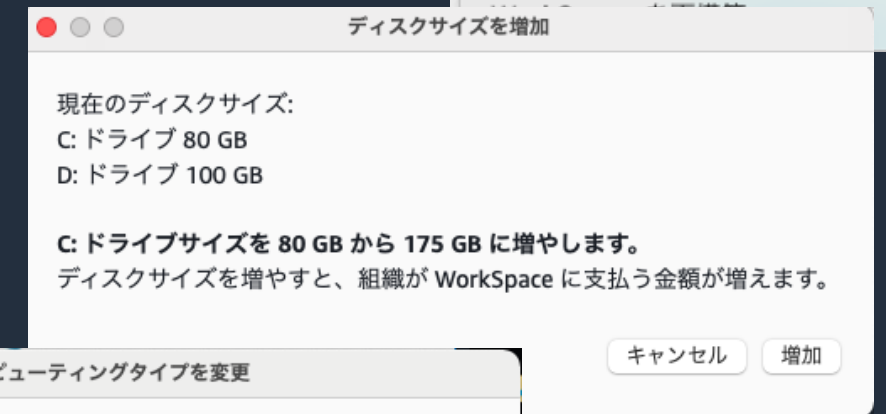 ディスクサイズを増加
現在のディスクサイズ:
C: ドライブ 80 GB
D: ドライブ 100 GB
C: ドライブサイズを 80 GB から 175 GB に増やします。
ディスクサイズを増やすと、組織が WorkSpace に支払う金額が増えます。
キャンセル
増加
ピューティングタイプを変更